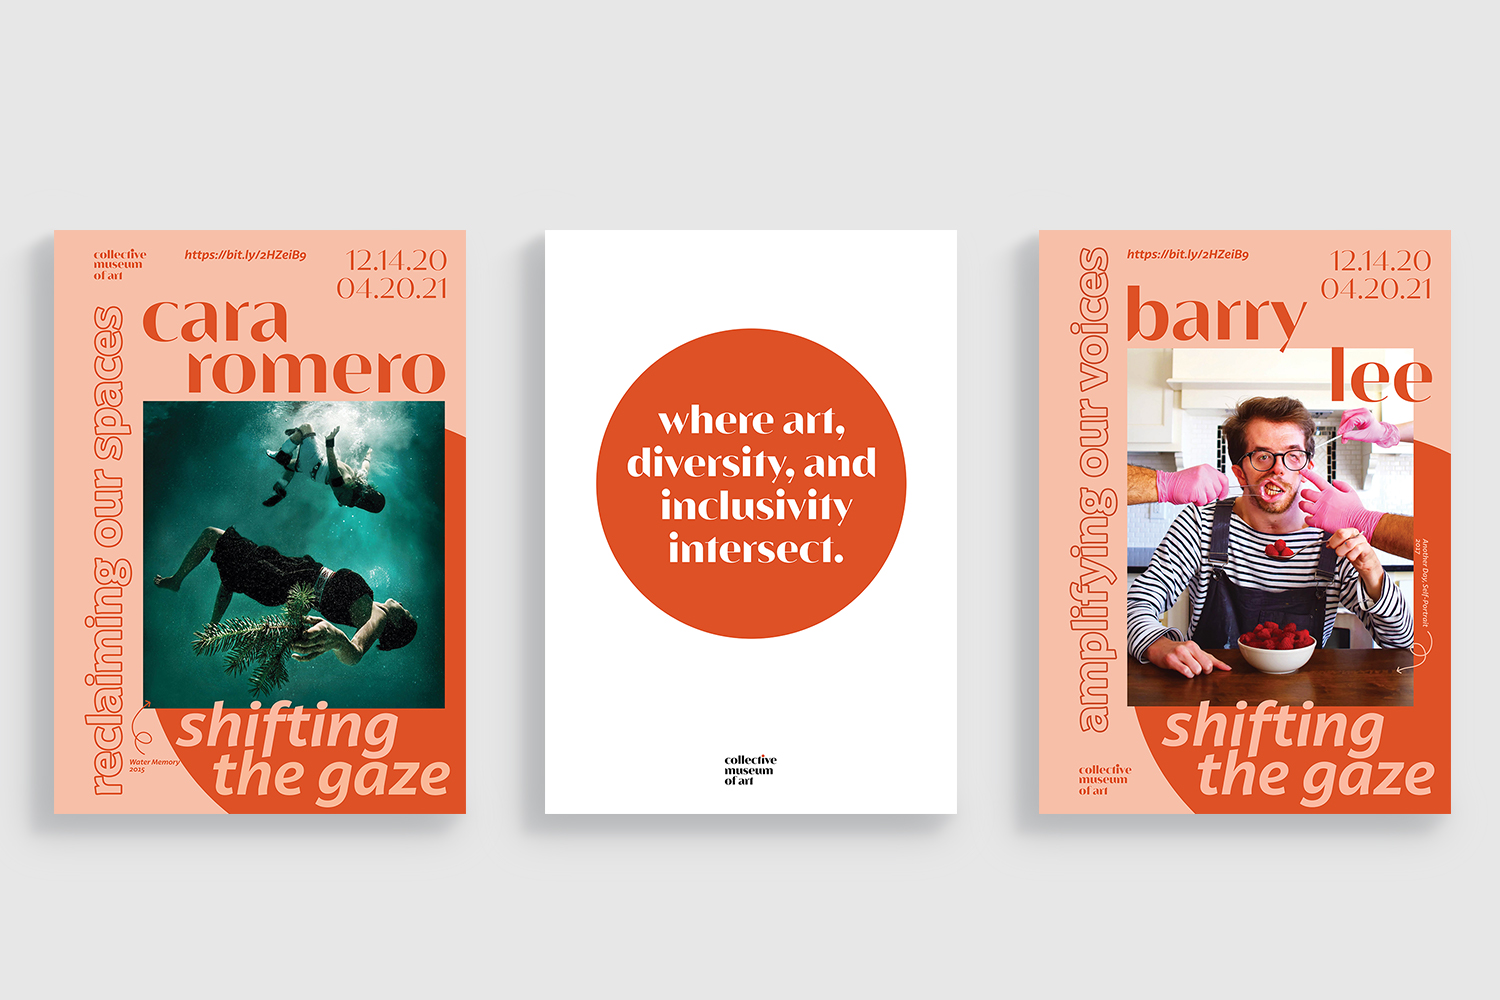 collective
museum
of art
https://bit.ly/2HZeiB9
12.14.20
04.20.21
cara
romero
reclaiming our spaces
Water Memory
2015
shifting
the gaze
where art,
diversity, and
inclusivity
intersect.
collective
museum
of art
https://bit.ly/2HZeiB9
12.14.20
04.20.21
barry
lee
amplifying our voices
Another Day, Self-Portrait
2017
shifting
the gaze
collective
museum
of art